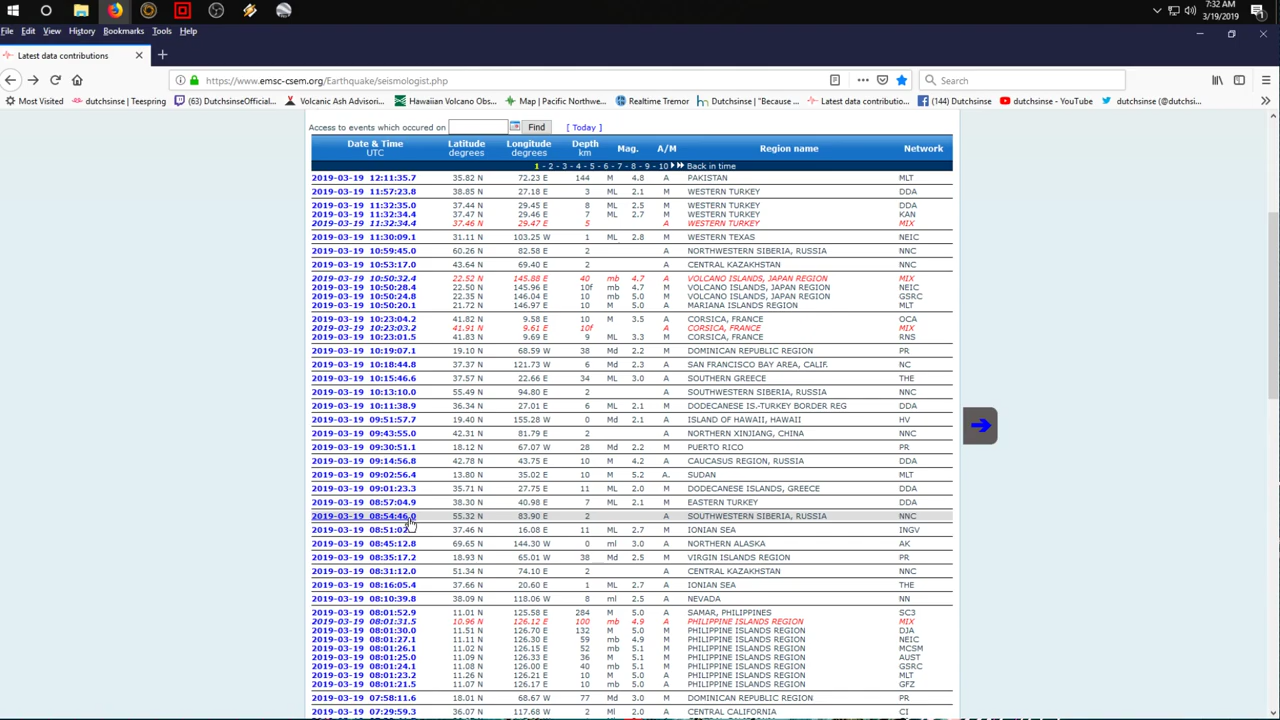 7:32 AM
3/19/2019
File Edit View History Bookmarks Tools Help
Latest data contributions
https://www.emsc-csem.org/Earthquake/seismologist.php
Search
Most Visited dutchsinse | Teespring (63) DutchsinseOfficial... Volcanic Ash Advisori... Hawaiian Volcano Obs... Map | Pacific Northwe... Realtime Tremor Dutchsinse | "Because ... Latest data contributio... (144) Dutchsinse dutchsinse - YouTube dutchsinse (@dutchs...
Access to events which occured on Find [ Today ]
Date & Time UTC Latitude degrees Longitude degrees Depth km Mag. A/M Region name Network
1 - 2 - 3 - 4 - 5 - 6 - 7 - 8 - 9 - 10 Back in time
2019-03-19 12:11:35.7 35.82 N 72.23 E 144 M 4.8 A PAKISTAN MLT
2019-03-19 11:57:23.8 38.85 N 27.18 E 3 ML 2.1 M WESTERN TURKEY DDA
2019-03-19 11:32:35.0 37.44 N 29.45 E 8 ML 2.5 M WESTERN TURKEY DDA
2019-03-19 11:32:34.4 37.47 N 29.46 E 7 ML 2.7 M WESTERN TURKEY KAN
2019-03-19 11:32:34.4 37.46 N 29.47 E 5 A WESTERN TURKEY MIX
2019-03-19 11:30:09.1 31.11 N 103.25 W 1 ML 2.8 M WESTERN TEXAS NEIC
2019-03-19 10:59:45.0 60.26 N 82.58 E 2 A NORTHWESTERN SIBERIA, RUSSIA NNC
2019-03-19 10:53:17.0 43.64 N 69.40 E 2 A CENTRAL KAZAKHSTAN NNC
2019-03-19 10:50:32.4 22.52 N 145.88 E 40 mb 4.7 A VOLCANO ISLANDS, JAPAN REGION MIX
2019-03-19 10:50:28.4 22.50 N 145.96 E 10f mb 4.7 M VOLCANO ISLANDS, JAPAN REGION NEIC
2019-03-19 10:50:24.8 22.35 N 146.04 E 10 mb 5.0 M VOLCANO ISLANDS, JAPAN REGION GSRC
2019-03-19 10:50:20.1 21.72 N 146.97 E 10 M 5.0 A MARIANA ISLANDS REGION MLT
2019-03-19 10:23:04.2 41.82 N 9.58 E 10 M 3.5 A CORSICA, FRANCE OCA
2019-03-19 10:23:03.2 41.91 N 9.61 E 10f A CORSICA, FRANCE MIX
2019-03-19 10:23:01.5 41.83 N 9.69 E 9 ML 3.3 M CORSICA, FRANCE RNS
2019-03-19 10:19:07.1 19.10 N 68.59 W 38 Md 2.2 M DOMINICAN REPUBLIC REGION PR
2019-03-19 10:18:44.8 37.37 N 121.73 W 6 Md 2.3 A SAN FRANCISCO BAY AREA, CALIF. NC
2019-03-19 10:15:46.6 37.57 N 22.66 E 34 ML 3.0 A SOUTHERN GREECE THE
2019-03-19 10:13:10.0 55.49 N 94.80 E 2 A SOUTHWESTERN SIBERIA, RUSSIA NNC
2019-03-19 10:11:38.9 36.34 N 27.01 E 6 ML 2.1 M DODECANESE IS.-TURKEY BORDER REG DDA
2019-03-19 09:51:57.7 19.40 N 155.28 W 0 Md 2.1 A ISLAND OF HAWAII, HAWAII HV
2019-03-19 09:43:55.0 42.31 N 81.79 E 2 A NORTHERN XINJIANG, CHINA NNC
2019-03-19 09:30:51.1 18.12 N 67.07 W 28 Md 2.2 M PUERTO RICO PR
2019-03-19 09:14:56.8 42.78 N 43.75 E 10 M 4.2 A CAUCASUS REGION, RUSSIA DDA
2019-03-19 09:02:56.4 13.80 N 35.02 E 10 M 5.2 A. SUDAN MLT
2019-03-19 09:01:23.3 35.71 N 27.75 E 11 ML 2.0 M DODECANESE ISLANDS, GREECE DDA
2019-03-19 08:57:04.9 38.30 N 40.98 E 7 ML 2.1 M EASTERN TURKEY DDA
2019-03-19 08:54:46.0 55.32 N 83.90 E 2 A SOUTHWESTERN SIBERIA, RUSSIA NNC
2019-03-19 37.46 N 16.08 E 11 ML 2.7 M IONIAN SEA INGV
2019-03-19 08:45:12.8 69.65 N 144.30 W 0 ml 3.0 A NORTHERN ALASKA AK
2019-03-19 08:35:17.2 18.93 N 65.01 W 38 Md 2.5 M VIRGIN ISLANDS REGION PR
2019-03-19 08:31:12.0 51.34 N 74.10 E 2 A CENTRAL KAZAKHSTAN NNC
2019-03-19 08:16:05.4 37.66 N 20.60 E 1 ML 2.7 A IONIAN SEA THE
2019-03-19 08:10:39.8 38.09 N 118.06 W 8 ml 2.5 A NEVADA NN
2019-03-19 08:01:52.9 11.01 N 125.58 E 284 M 5.0 A SAMAR, PHILIPPINES SC3
2019-03-19 08:01:31.5 10.96 N 126.12 E 100 mb 4.9 A PHILIPPINE ISLANDS REGION MIX
2019-03-19 08:01:30.0 11.51 N 126.70 E 132 M 5.0 M PHILIPPINE ISLANDS REGION DJA
2019-03-19 08:01:27.1 11.11 N 126.30 E 59 mb 4.9 M PHILIPPINE ISLANDS REGION NEIC
2019-03-19 08:01:26.1 11.02 N 126.15 E 52 mb 5.1 M PHILIPPINE ISLANDS REGION MCSM
2019-03-19 08:01:25.0 11.06 N 126.33 E 36 M 5.1 M PHILIPPINE ISLANDS REGION AUST
2019-03-19 08:01:24.1 11.08 N 126.00 E 40 mb 5.1 M PHILIPPINE ISLANDS REGION GSRC
2019-03-19 08:01:23.2 11.26 N 126.21 E 10 M 5.0 A PHILIPPINE ISLANDS REGION MLT
2019-03-19 08:01:21.5 11.07 N 126.17 E 10 mb 5.0 A PHILIPPINE ISLANDS REGION GFZ
2019-03-19 07:58:11.6 18.01 N 68.67 W 77 Md 3.0 M DOMINICAN REPUBLIC REGION PR
2019-03-19 07:29:59.3 36.07 N 117.68 W 2 Ml 2.0 A CENTRAL CALIFORNIA CI